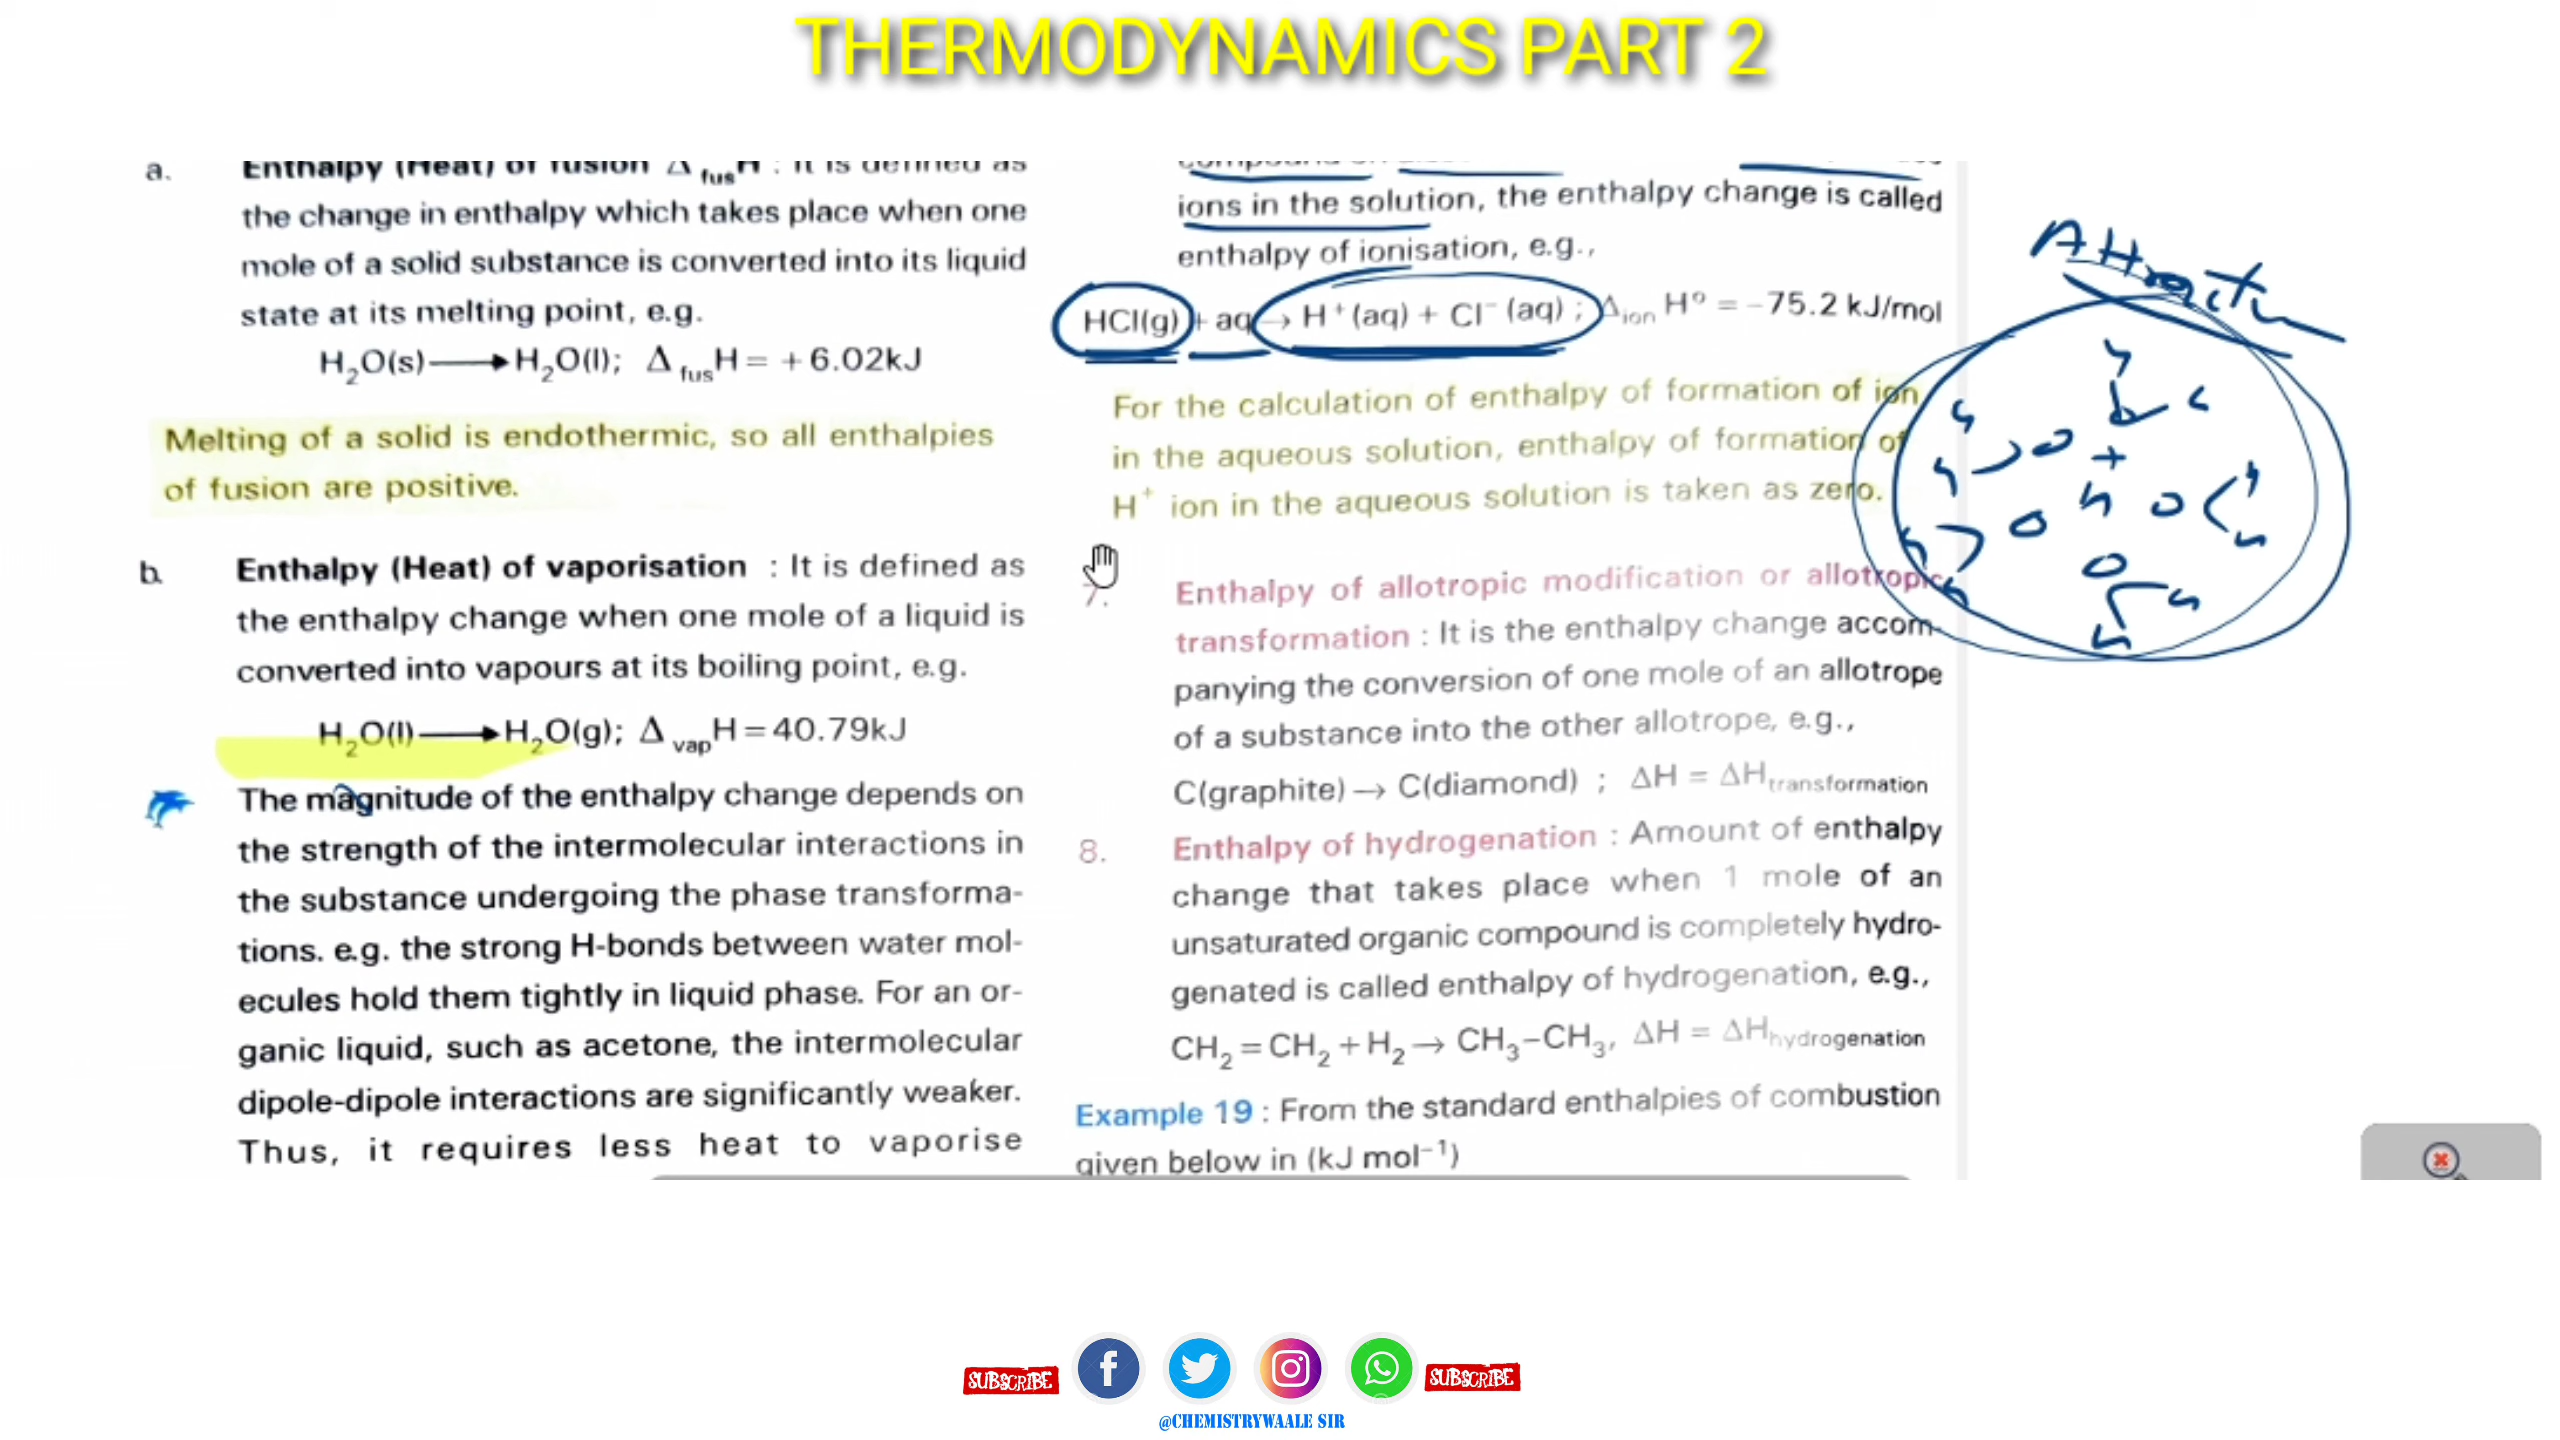 THERMODYNAMICS PART 2
a. Enthalpy (Heat) of fusion Δ fusH : It is defined as
the change in enthalpy which takes place when one
mole of a solid substance is converted into its liquid
state at its melting point, e.g.
H₂O(s)⟶H₂O(l); Δ fusH = +6.02kJ
Melting of a solid is endothermic, so all enthalpies
of fusion are positive.
b. Enthalpy (Heat) of vaporisation : It is defined as
the enthalpy change when one mole of a liquid is
converted into vapours at its boiling point, e.g.
H₂O(l)⟶H₂O(g); Δ vapH = 40.79kJ
The magnitude of the enthalpy change depends on
the strength of the intermolecular interactions in
the substance undergoing the phase transforma-
tions. e.g. the strong H-bonds between water mol-
ecules hold them tightly in liquid phase. For an or-
ganic liquid, such as acetone, the intermolecular
dipole-dipole interactions are significantly weaker.
Thus, it requires less heat to vaporise
ions in the solution, the enthalpy change is called
enthalpy of ionisation, e.g.,
HCl(g) + aq → H⁺(aq) + Cl⁻(aq) ; Δion H° = −75.2 kJ/mol
For the calculation of enthalpy of formation of ion
in the aqueous solution, enthalpy of formation of
H⁺ ion in the aqueous solution is taken as zero.
7. Enthalpy of allotropic modification or allotropic
transformation : It is the enthalpy change accom-
panying the conversion of one mole of an allotrope
of a substance into the other allotrope, e.g.,
C(graphite) → C(diamond) ; ΔH = ΔHtransformation
8. Enthalpy of hydrogenation : Amount of enthalpy
change that takes place when 1 mole of an
unsaturated organic compound is completely hydro-
genated is called enthalpy of hydrogenation, e.g.,
CH₂ = CH₂ + H₂ → CH₃−CH₃, ΔH = ΔHhydrogenation
Example 19 : From the standard enthalpies of combustion
given below in (kJ mol⁻¹)
SUBSCRIBE
SUBSCRIBE
@CHEMISTRYWAALE SIR